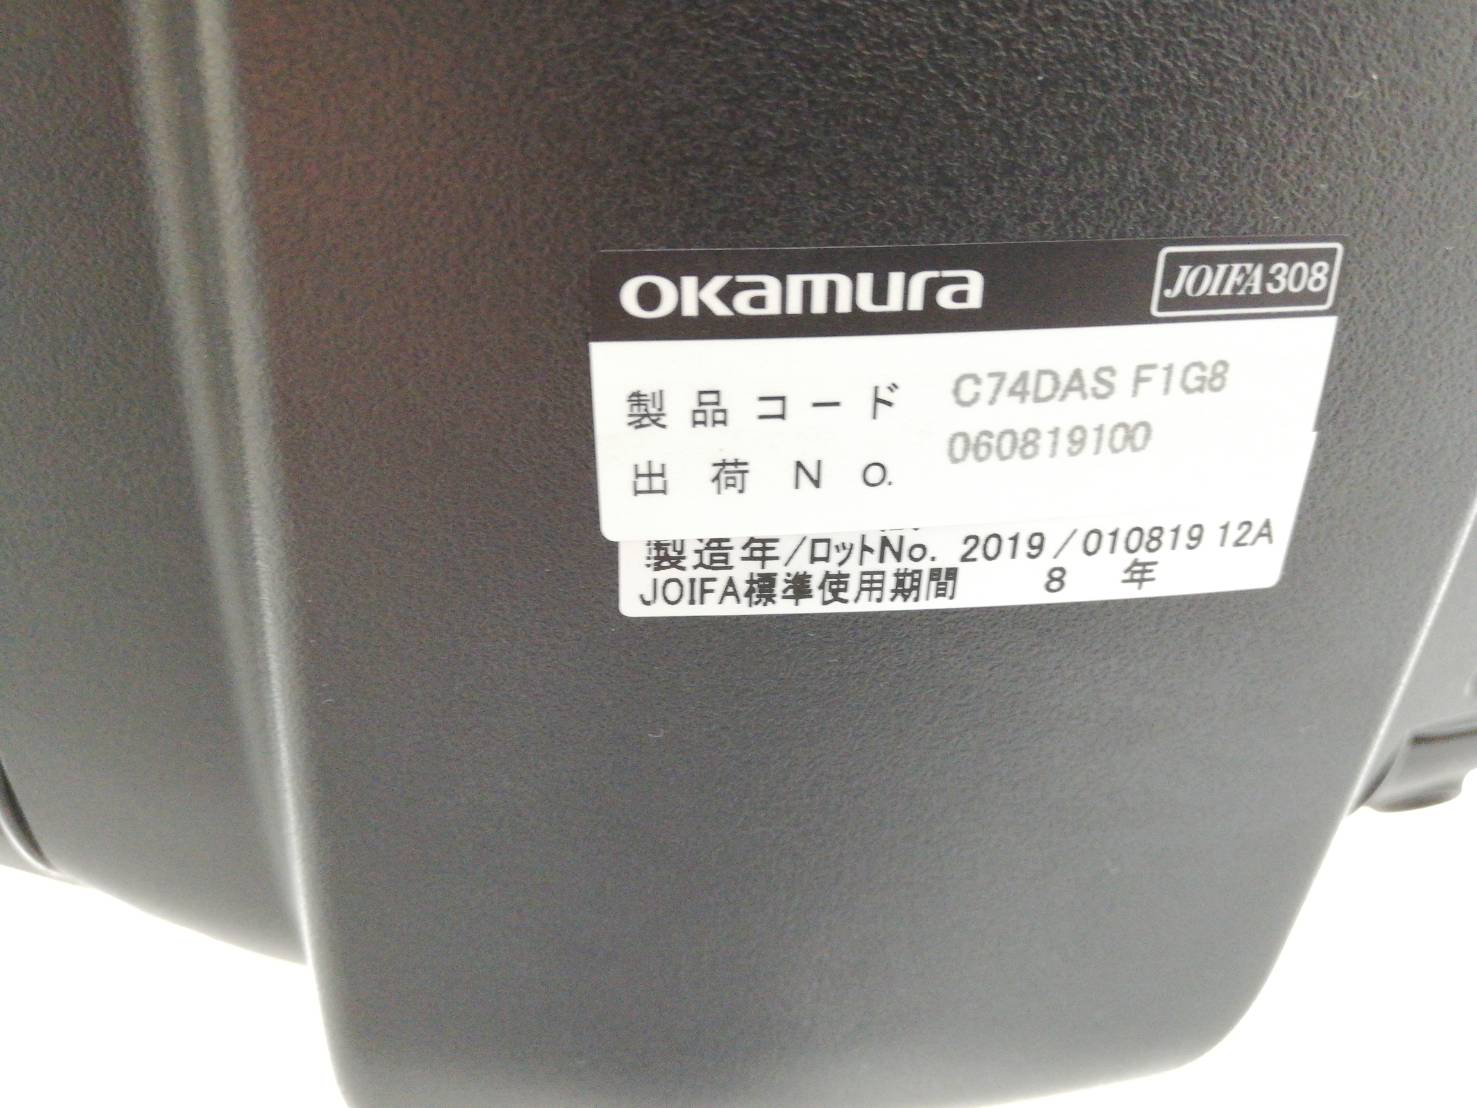 okamura JOIFA308
製品コード C74DAS F1G8
出荷No. 060819100
製造年/ロットNo. 2019/010819 12A
JOIFA標準使用期間 8 年